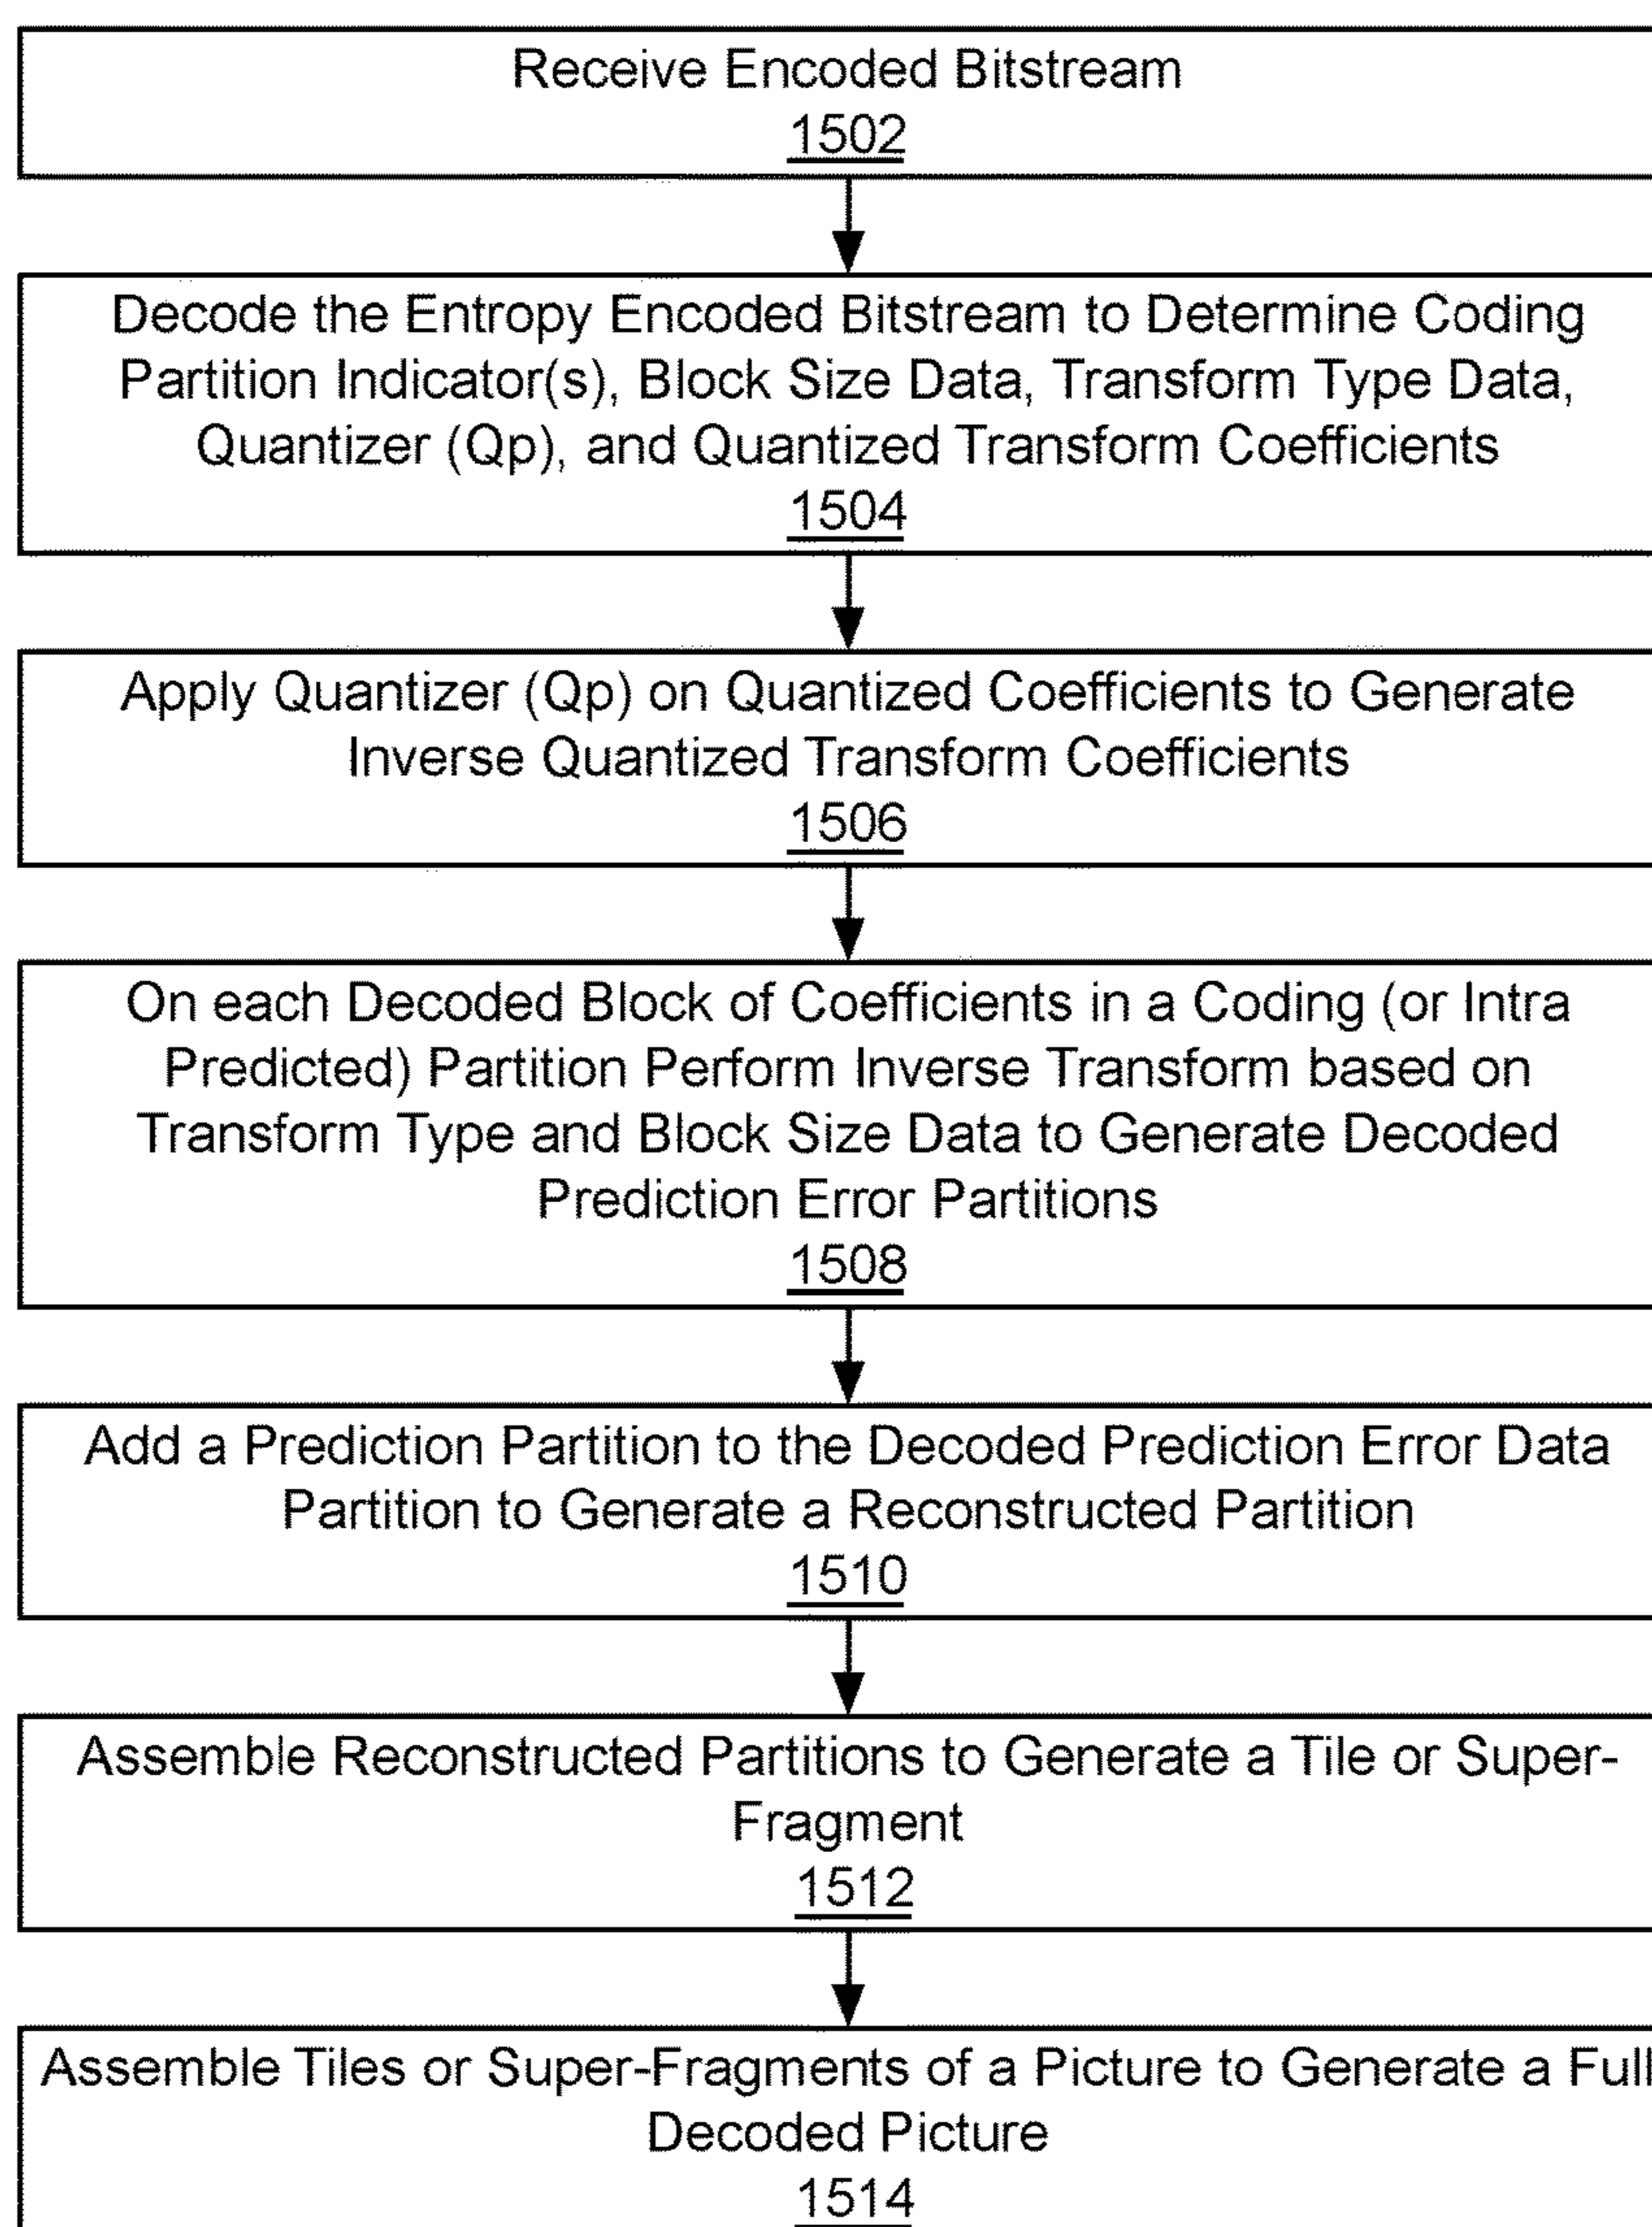 Receive Encoded Bitstream
1502
Decode the Entropy Encoded Bitstream to Determine Coding
Partition Indicator(s), Block Size Data, Transform Type Data,
Quantizer (Qp), and Quantized Transform Coefficients
1504
Apply Quantizer (Qp) on Quantized Coefficients to Generate
Inverse Quantized Transform Coefficients
1506
On each Decoded Block of Coefficients in a Coding (or Intra
Predicted) Partition Perform Inverse Transform based on
Transform Type and Block Size Data to Generate Decoded
Prediction Error Partitions
1508
Add a Prediction Partition to the Decoded Prediction Error Data
Partition to Generate a Reconstructed Partition
1510
Assemble Reconstructed Partitions to Generate a Tile or Super-
Fragment
1512
Assemble Tiles or Super-Fragments of a Picture to Generate a Full
Decoded Picture
1514